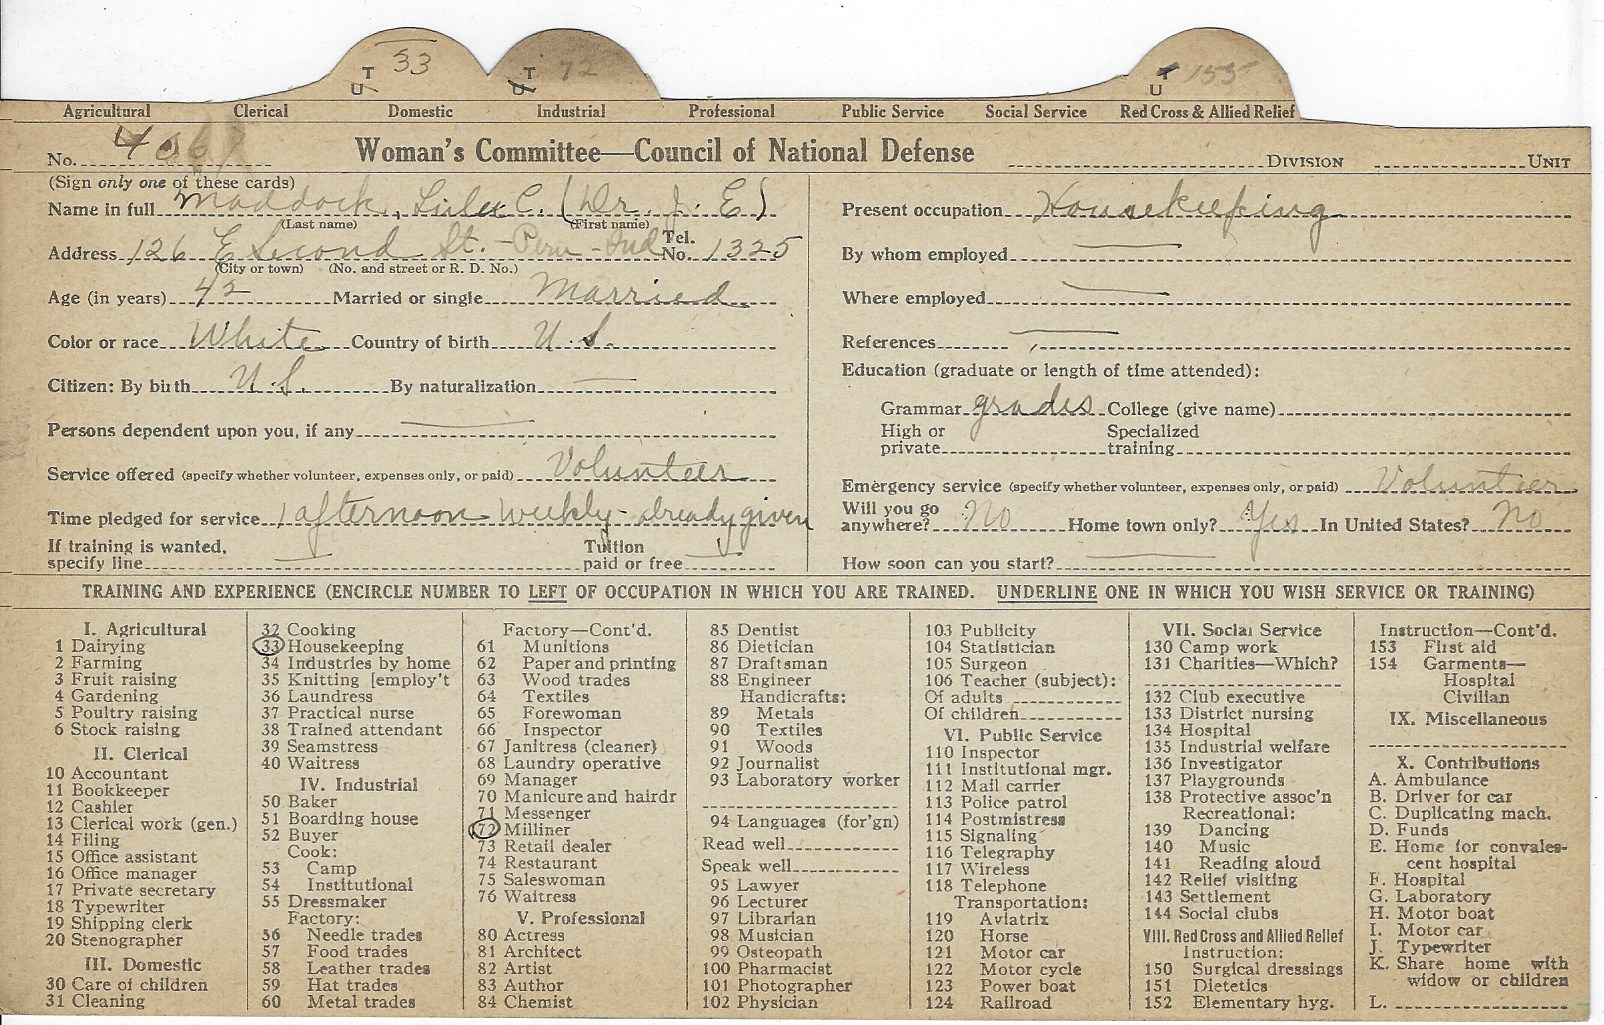 T U 33 T U 72 T U 155
Agricultural Clerical Domestic Industrial Professional Public Service Social Service Red Cross & Allied Relief
No. Woman's Committee—Council of National Defense DIVISION UNIT
(Sign only one of these cards)
Name in full Maddock, C. (Dr. J. E)
(Last name) (First name)
Address 126 E Second St. - Peru - Ind Tel. No. 1325
(City or town) (No. and street or R. D. No.)
Age (in years) 42 Married or single Married
Color or race White Country of birth U.S.
Citizen: By birth U.S. By naturalization —
Persons dependent upon you, if any —
Service offered (specify whether volunteer, expenses only, or paid) Volunteer
Time pledged for service 1 afternoon weekly - already given
If training is wanted, specify line — Tuition paid or free —
Present occupation Housekeeping
By whom employed —
Where employed —
References —
Education (graduate or length of time attended):
Grammar grades College (give name)
High or private Specialized training
Emergency service (specify whether volunteer, expenses only, or paid) Volunteer
Will you go anywhere? No Home town only? Yes In United States? No
How soon can you start? —
TRAINING AND EXPERIENCE (ENCIRCLE NUMBER TO LEFT OF OCCUPATION IN WHICH YOU ARE TRAINED. UNDERLINE ONE IN WHICH YOU WISH SERVICE OR TRAINING)
I. Agricultural
1 Dairying
2 Farming
3 Fruit raising
4 Gardening
5 Poultry raising
6 Stock raising
II. Clerical
10 Accountant
11 Bookkeeper
12 Cashier
13 Clerical work (gen.)
14 Filing
15 Office assistant
16 Office manager
17 Private secretary
18 Typewriter
19 Shipping clerk
20 Stenographer
III. Domestic
30 Care of children
31 Cleaning
32 Cooking
33 Housekeeping
34 Industries by home
35 Knitting [employ't
36 Laundress
37 Practical nurse
38 Trained attendant
39 Seamstress
40 Waitress
IV. Industrial
50 Baker
51 Boarding house
52 Buyer
Cook:
53 Camp
54 Institutional
55 Dressmaker
Factory:
56 Needle trades
57 Food trades
58 Leather trades
59 Hat trades
60 Metal trades
Factory—Cont'd.
61 Munitions
62 Paper and printing
63 Wood trades
64 Textiles
65 Forewoman
66 Inspector
67 Janitress (cleaner)
68 Laundry operative
69 Manager
70 Manicure and hairdr
71 Messenger
72 Milliner
73 Retail dealer
74 Restaurant
75 Saleswoman
76 Waitress
V. Professional
80 Actress
81 Architect
82 Artist
83 Author
84 Chemist
85 Dentist
86 Dietician
87 Draftsman
88 Engineer
Handicrafts:
89 Metals
90 Textiles
91 Woods
92 Journalist
93 Laboratory worker
94 Languages (for'gn)
Read well
Speak well
95 Lawyer
96 Lecturer
97 Librarian
98 Musician
99 Osteopath
100 Pharmacist
101 Photographer
102 Physician
103 Publicity
104 Statistician
105 Surgeon
106 Teacher (subject):
Of adults
Of children
VI. Public Service
110 Inspector
111 Institutional mgr.
112 Mail carrier
113 Police patrol
114 Postmistress
115 Signaling
116 Telegraphy
117 Wireless
118 Telephone
Transportation:
119 Aviatrix
120 Horse
121 Motor car
122 Motor cycle
123 Power boat
124 Railroad
VII. Social Service
130 Camp work
131 Charities—Which?
132 Club executive
133 District nursing
134 Hospital
135 Industrial welfare
136 Investigator
137 Playgrounds
138 Protective assoc'n
Recreational:
139 Dancing
140 Music
141 Reading aloud
142 Relief visiting
143 Settlement
144 Social clubs
VIII. Red Cross and Allied Relief
Instruction:
150 Surgical dressings
151 Dietetics
152 Elementary hyg.
Instruction—Cont'd.
153 First aid
154 Garments—
Hospital
Civilian
IX. Miscellaneous
X. Contributions
A. Ambulance
B. Driver for car
C. Duplicating mach.
D. Funds
E. Home for convales-
cent hospital
F. Hospital
G. Laboratory
H. Motor boat
I. Motor car
J. Typewriter
K. Share home with
widow or children
L.